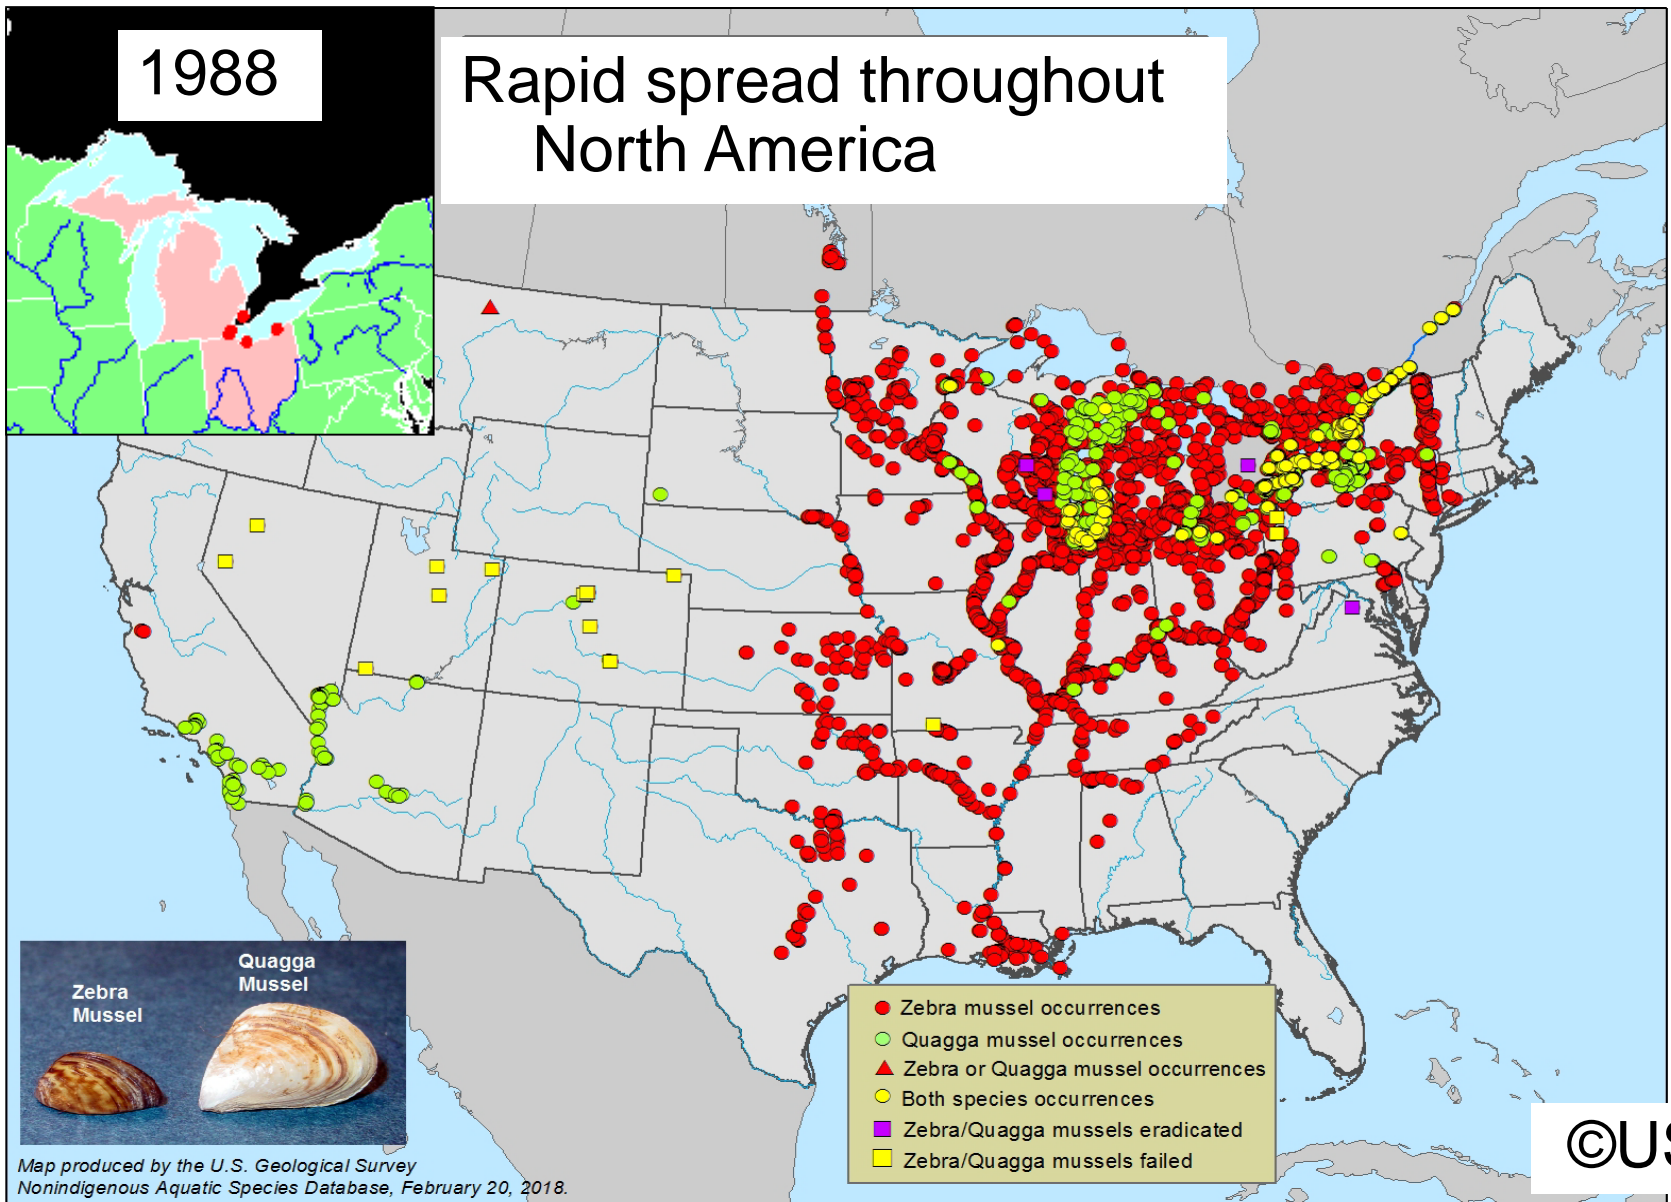 1988
Rapid spread throughout
North America
Zebra
Mussel
Quagga
Mussel
Zebra mussel occurrences
Quagga mussel occurrences
Zebra or Quagga mussel occurrences
Both species occurrences
Zebra/Quagga mussels eradicated
Zebra/Quagga mussels failed
Map produced by the U.S. Geological Survey
Nonindigenous Aquatic Species Database, February 20, 2018.
©US